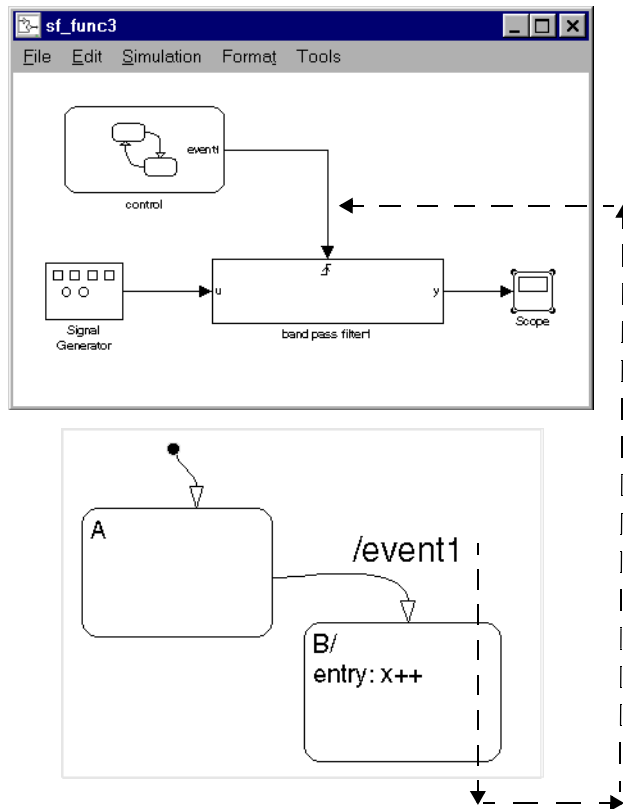 sf_func3
File Edit Simulation Format Tools
event1
control
u
y
Signal
Generator
band pass filter1
Scope
A
/event1
B/
entry: x++